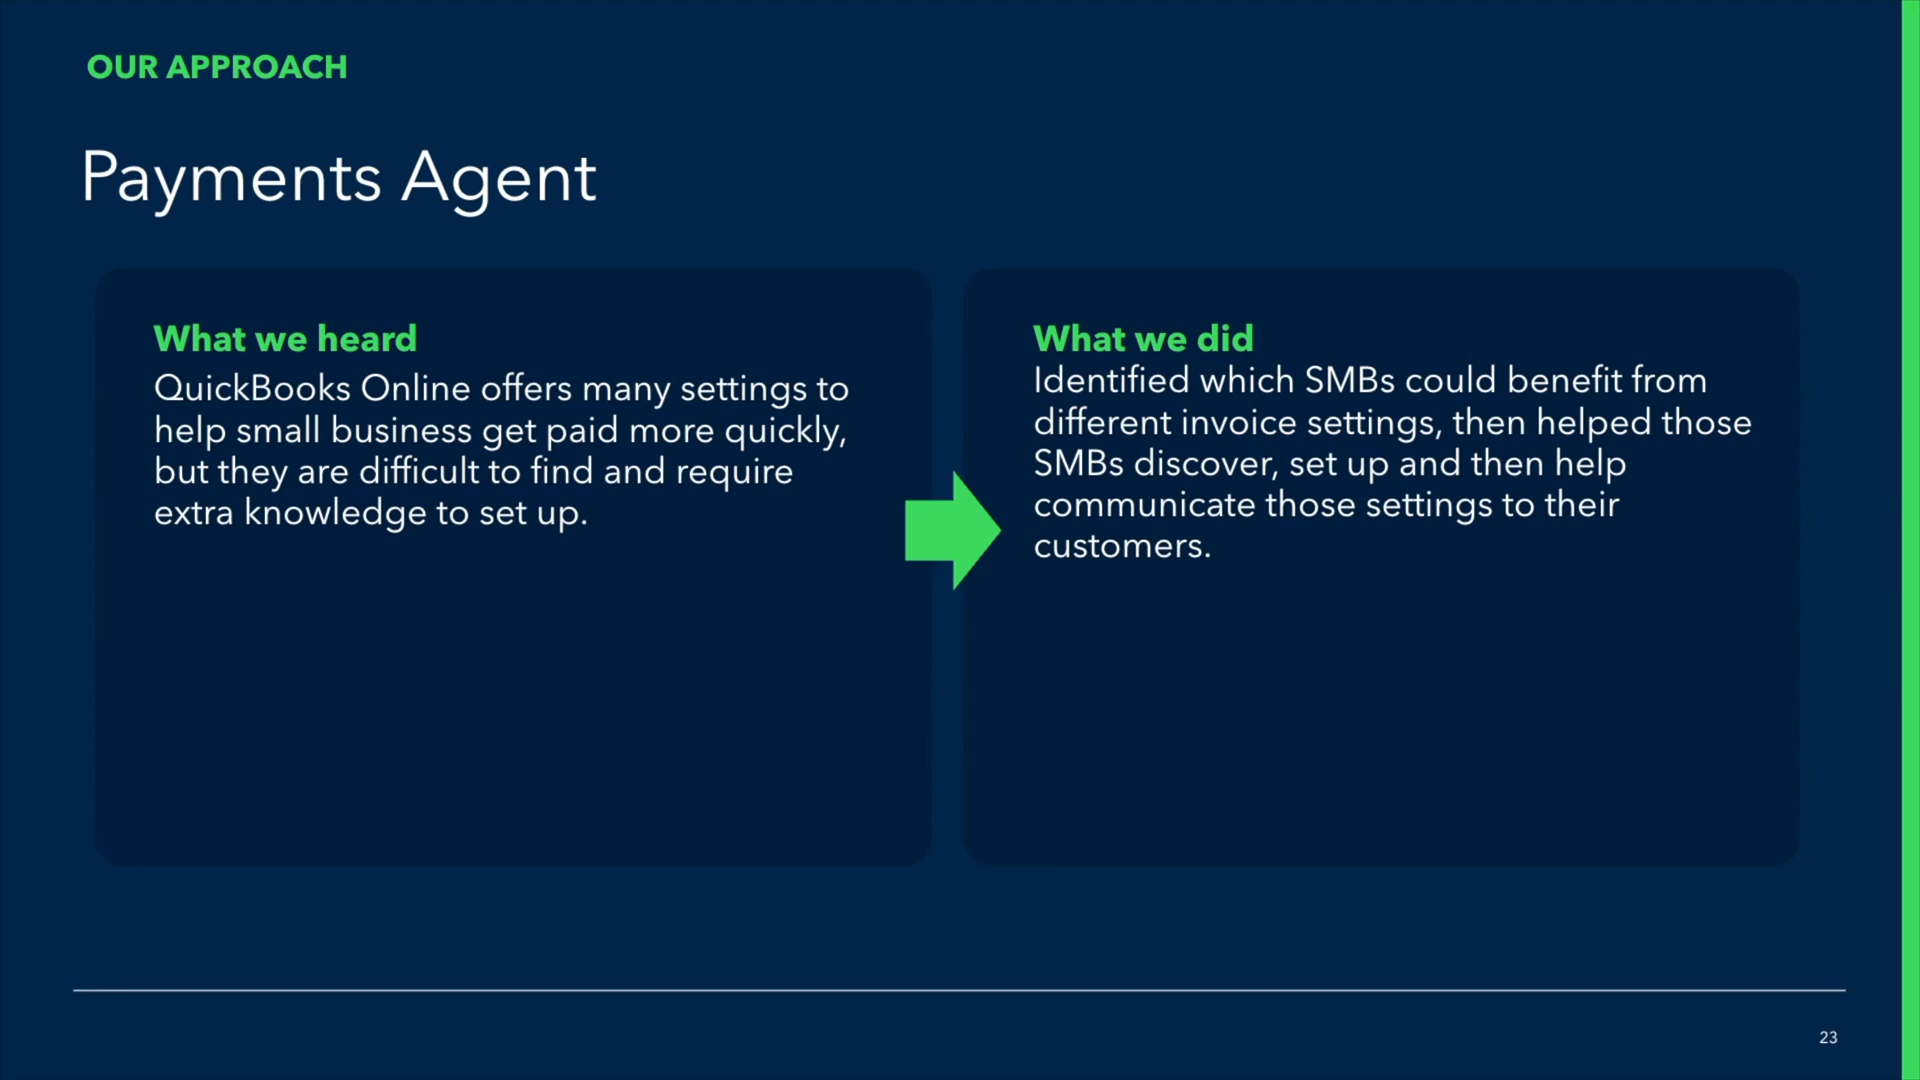 OUR APPROACH
Payments Agent
What we heard
QuickBooks Online offers many settings to
help small business get paid more quickly,
but they are difficult to find and require
extra knowledge to set up.
What we did
Identified which SMBs could benefit from
different invoice settings, then helped those
SMBs discover, set up and then help
communicate those settings to their
customers.
23